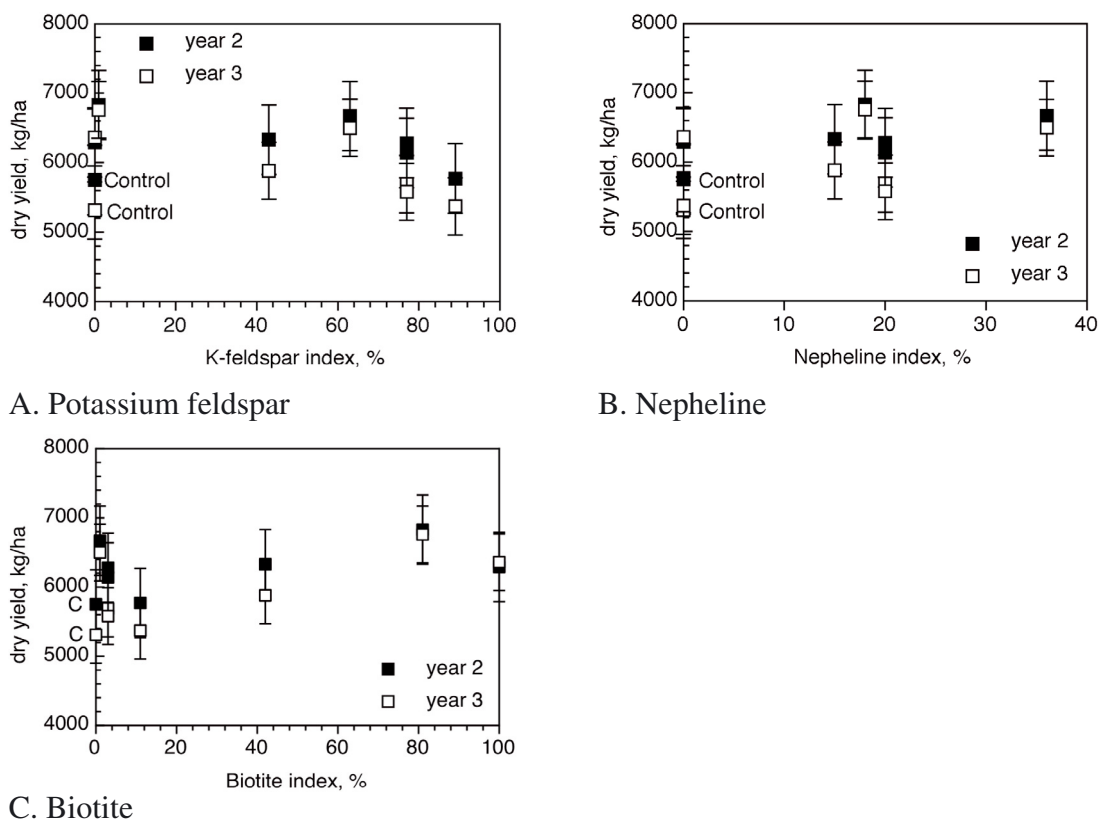 8000
7000
6000
5000
4000
dry yield, kg/ha
year 2
year 3
Control
Control
0
20
40
60
80
100
K-feldspar index, %
A. Potassium feldspar
8000
7000
6000
5000
4000
dry yield, kg/ha
Control
Control
year 2
year 3
0
10
20
30
40
Nepheline index, %
B. Nepheline
8000
7000
6000
5000
4000
dry yield, kg/ha
C
C
year 2
year 3
0
20
40
60
80
100
Biotite index, %
C. Biotite